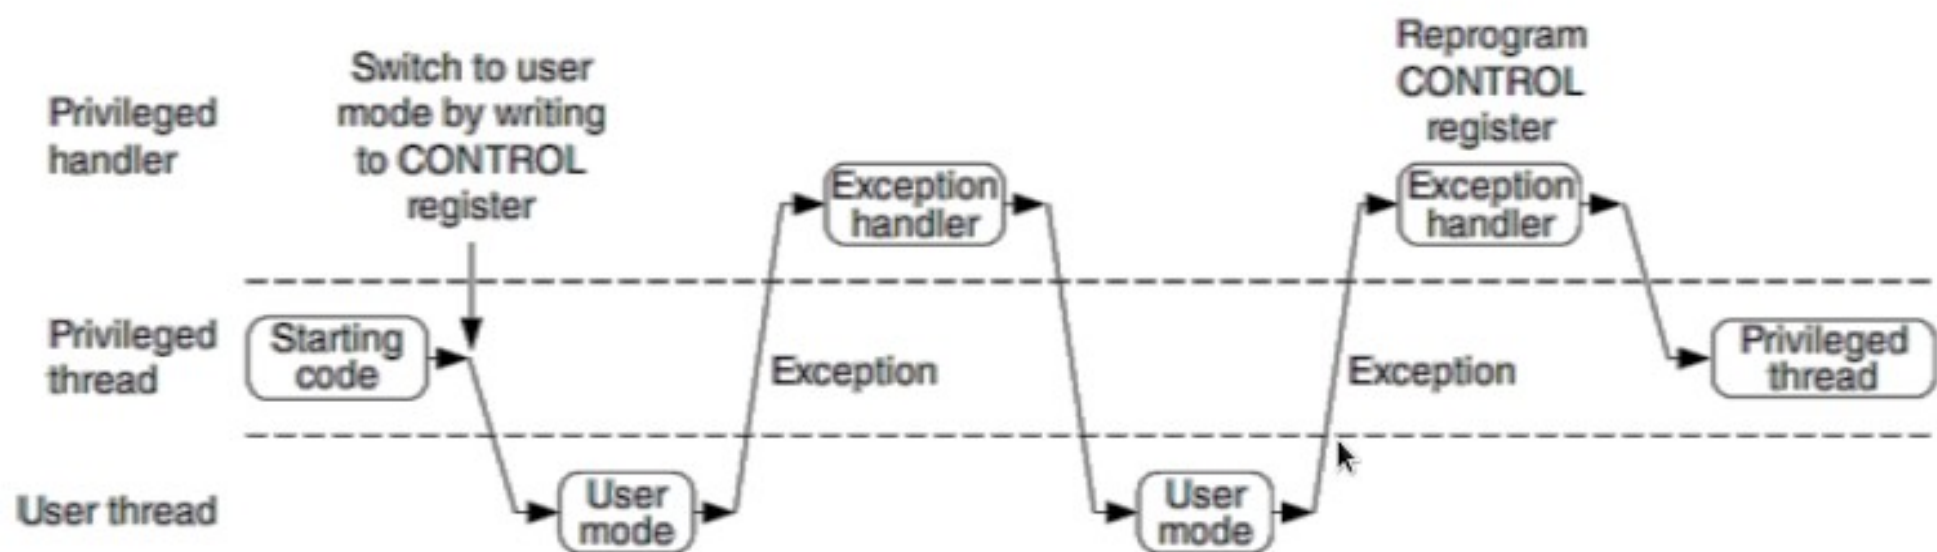 Privileged
handler
Switch to user
mode by writing
to CONTROL
register
Exception
handler
Reprogram
CONTROL
register
Exception
handler
Privileged
thread
Starting
code
Exception
Exception
Privileged
thread
User thread
User
mode
User
mode